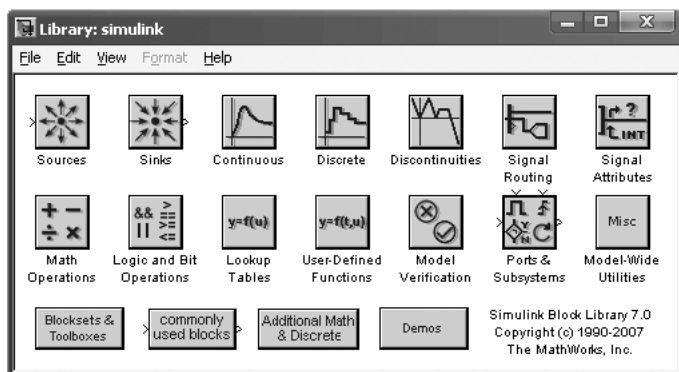 Library: simulink
File Edit View Format Help
Sources
Sinks
Continuous
Discrete
Discontinuities
Signal
Routing
? INT
Signal
Attributes
+ −
÷ ×
Math
Operations
&& >
|| ==
>=
<=
Logic and Bit
Operations
y=f(u)
Lookup
Tables
y=f(t,u)
User-Defined
Functions
Model
Verification
Y N
Ports &
Subsystems
Misc
Model-Wide
Utilities
Blocksets &
Toolboxes
commonly
used blocks
Additional Math
& Discrete
Demos
Simulink Block Library 7.0
Copyright (c) 1990-2007
The MathWorks, Inc.